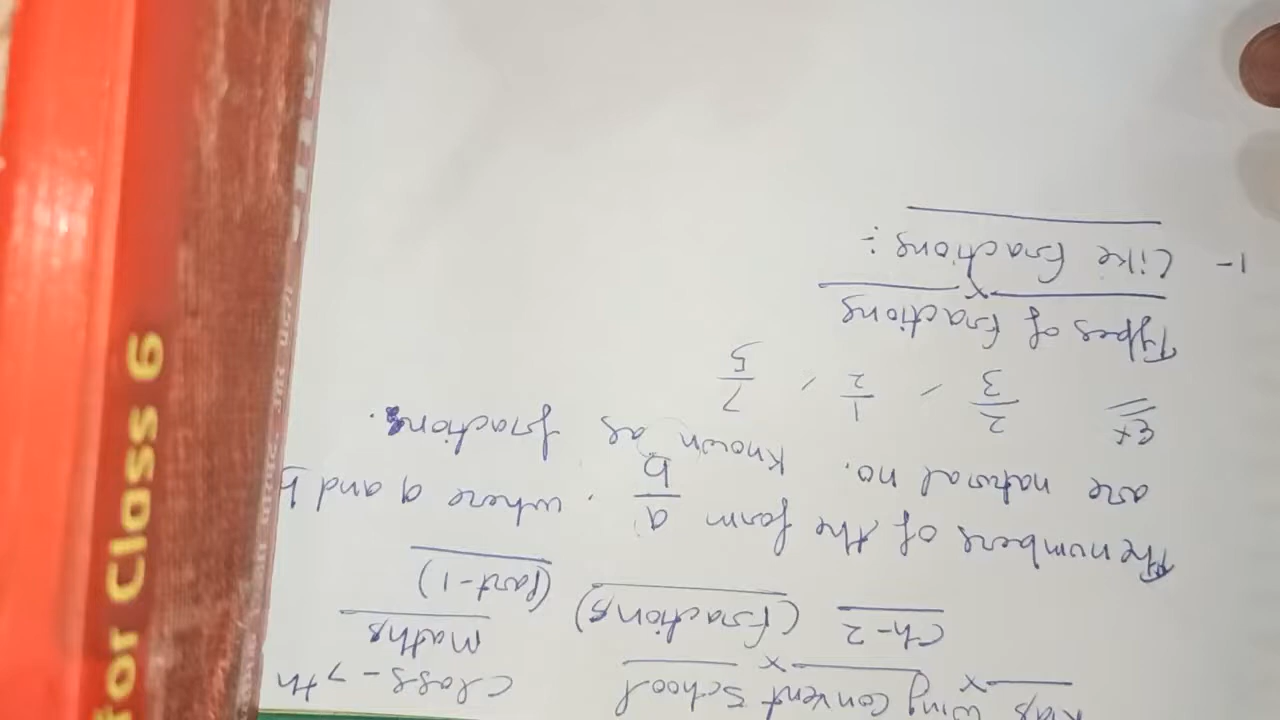 Kids Wing Convent School Class - 7th
Maths
Ch-2 (Fractions) (Part-1)
The numbers of the form a/b, where a and b
are natural no. Known as fractions.
Ex 2/3, 1/2, 7/5
Types of Fractions
1- Like Fractions :-
For Class 6